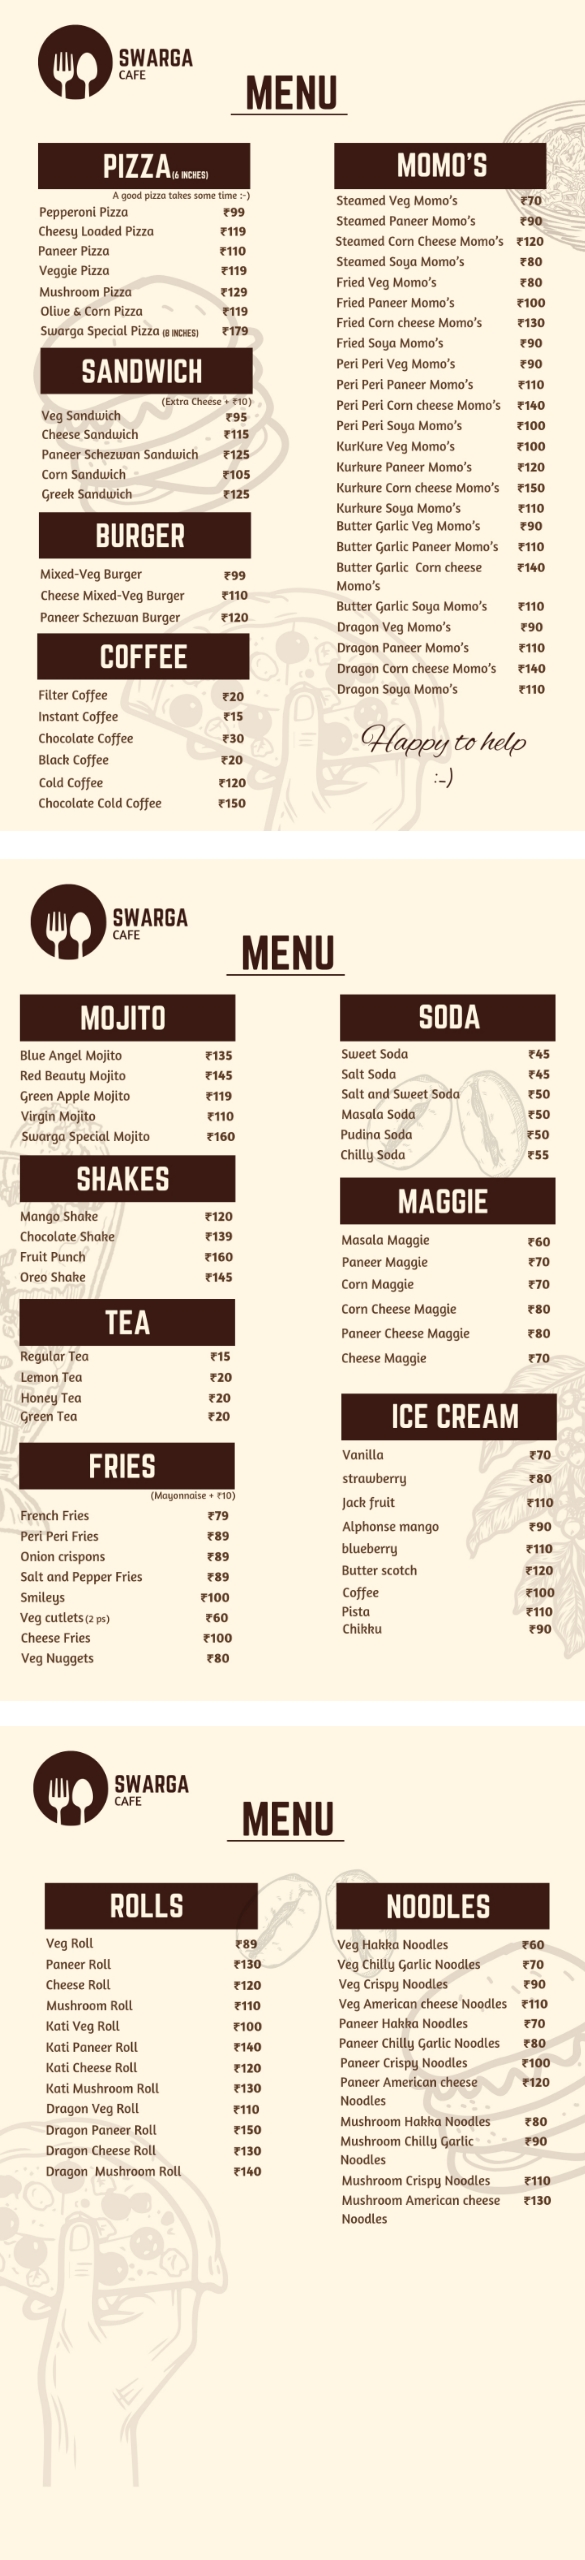 SWARGA
CAFE
MENU
PIZZA(6 INCHES)
A good pizza takes some time :-)
Pepperoni Pizza ₹99
Cheesy Loaded Pizza ₹119
Paneer Pizza ₹110
Veggie Pizza ₹119
Mushroom Pizza ₹129
Olive & Corn Pizza ₹119
Swarga Special Pizza (8 INCHES) ₹179
SANDWICH
(Extra Cheese + ₹10)
Veg Sandwich ₹95
Cheese Sandwich ₹115
Paneer Schezwan Sandwich ₹125
Corn Sandwich ₹105
Greek Sandwich ₹125
BURGER
Mixed-Veg Burger ₹99
Cheese Mixed-Veg Burger ₹110
Paneer Schezwan Burger ₹120
COFFEE
Filter Coffee ₹20
Instant Coffee ₹15
Chocolate Coffee ₹30
Black Coffee ₹20
Cold Coffee ₹120
Chocolate Cold Coffee ₹150
MOMO'S
Steamed Veg Momo's ₹70
Steamed Paneer Momo's ₹90
Steamed Corn Cheese Momo's ₹120
Steamed Soya Momo's ₹80
Fried Veg Momo's ₹80
Fried Paneer Momo's ₹100
Fried Corn cheese Momo's ₹130
Fried Soya Momo's ₹90
Peri Peri Veg Momo's ₹90
Peri Peri Paneer Momo's ₹110
Peri Peri Corn cheese Momo's ₹140
Peri Peri Soya Momo's ₹100
KurKure Veg Momo's ₹100
Kurkure Paneer Momo's ₹120
Kurkure Corn cheese Momo's ₹150
Kurkure Soya Momo's ₹110
Butter Garlic Veg Momo's ₹90
Butter Garlic Paneer Momo's ₹110
Butter Garlic Corn cheese ₹140
Momo's
Butter Garlic Soya Momo's ₹110
Dragon Veg Momo's ₹90
Dragon Paneer Momo's ₹110
Dragon Corn cheese Momo's ₹140
Dragon Soya Momo's ₹110
Happy to help
:-)
SWARGA
CAFE
MENU
MOJITO
Blue Angel Mojito ₹135
Red Beauty Mojito ₹145
Green Apple Mojito ₹119
Virgin Mojito ₹110
Swarga Special Mojito ₹160
SHAKES
Mango Shake ₹120
Chocolate Shake ₹139
Fruit Punch ₹160
Oreo Shake ₹145
TEA
Regular Tea ₹15
Lemon Tea ₹20
Honey Tea ₹20
Green Tea ₹20
FRIES
(Mayonnaise + ₹10)
French Fries ₹79
Peri Peri Fries ₹89
Onion crispons ₹89
Salt and Pepper Fries ₹89
Smileys ₹100
Veg cutlets (2 ps) ₹60
Cheese Fries ₹100
Veg Nuggets ₹80
SODA
Sweet Soda ₹45
Salt Soda ₹45
Salt and Sweet Soda ₹50
Masala Soda ₹50
Pudina Soda ₹50
Chilly Soda ₹55
MAGGIE
Masala Maggie ₹60
Paneer Maggie ₹70
Corn Maggie ₹70
Corn Cheese Maggie ₹80
Paneer Cheese Maggie ₹80
Cheese Maggie ₹70
ICE CREAM
Vanilla ₹70
strawberry ₹80
Jack fruit ₹110
Alphonse mango ₹90
blueberry ₹110
Butter scotch ₹120
Coffee ₹100
Pista ₹110
Chikku ₹90
SWARGA
CAFE
MENU
ROLLS
Veg Roll ₹89
Paneer Roll ₹130
Cheese Roll ₹120
Mushroom Roll ₹110
Kati Veg Roll ₹100
Kati Paneer Roll ₹140
Kati Cheese Roll ₹120
Kati Mushroom Roll ₹130
Dragon Veg Roll ₹110
Dragon Paneer Roll ₹150
Dragon Cheese Roll ₹130
Dragon Mushroom Roll ₹140
NOODLES
Veg Hakka Noodles ₹60
Veg Chilly Garlic Noodles ₹70
Veg Crispy Noodles ₹90
Veg American cheese Noodles ₹110
Paneer Hakka Noodles ₹70
Paneer Chilly Garlic Noodles ₹80
Paneer Crispy Noodles ₹100
Paneer American cheese ₹120
Noodles
Mushroom Hakka Noodles ₹80
Mushroom Chilly Garlic ₹90
Noodles
Mushroom Crispy Noodles ₹110
Mushroom American cheese ₹130
Noodles